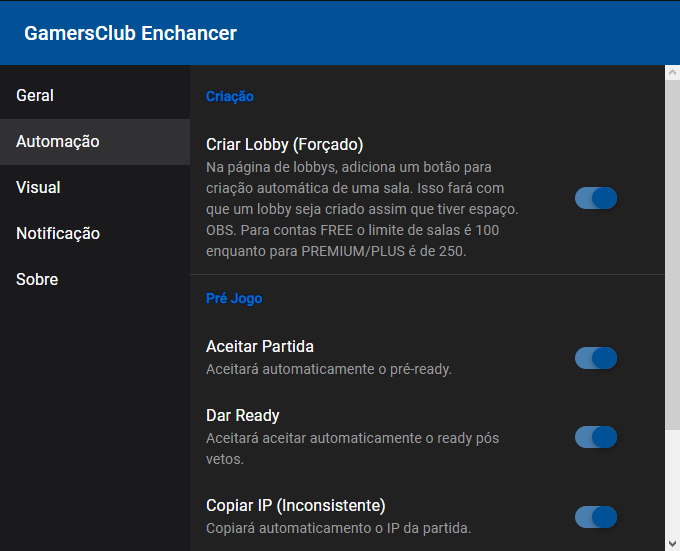 GamersClub Enchancer
Geral
Automação
Visual
Notificação
Sobre
Criação
Criar Lobby (Forçado)
Na página de lobbys, adiciona um botão para
criação automática de uma sala. Isso fará com
que um lobby seja criado assim que tiver espaço.
OBS. Para contas FREE o limite de salas é 100
enquanto para PREMIUM/PLUS é de 250.
Pré Jogo
Aceitar Partida
Aceitará automaticamente o pré-ready.
Dar Ready
Aceitará aceitar automaticamente o ready pós
vetos.
Copiar IP (Inconsistente)
Copiará automaticamento o IP da partida.